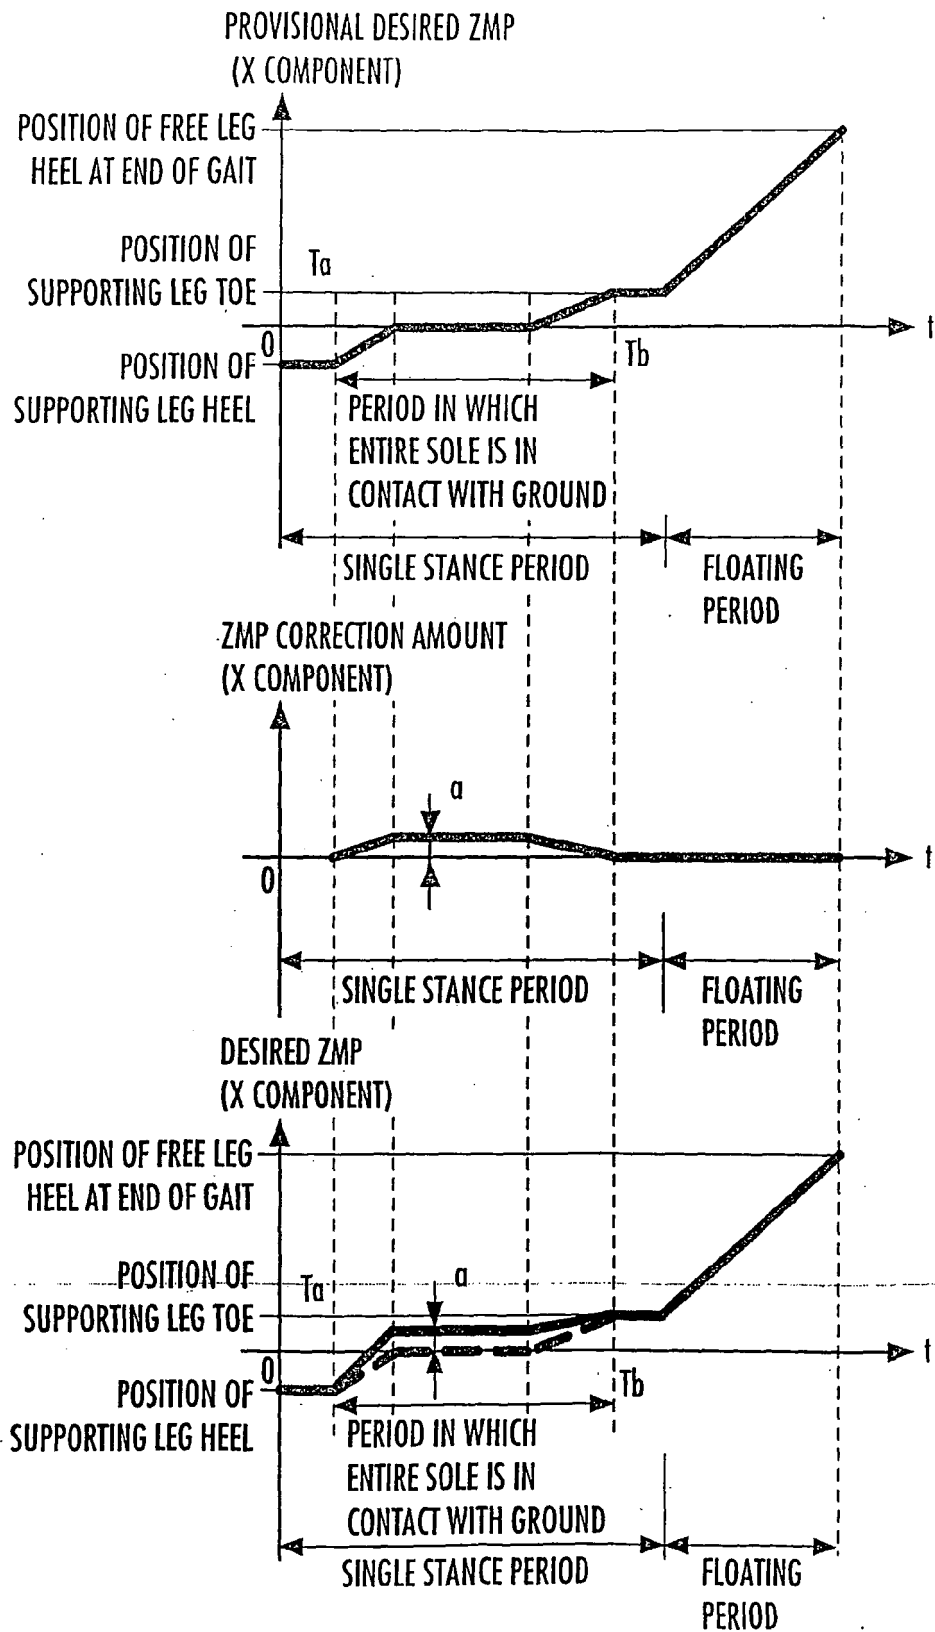 PROVISIONAL DESIRED ZMP
(X COMPONENT)
POSITION OF FREE LEG
HEEL AT END OF GAIT
POSITION OF
SUPPORTING LEG TOE
Ta
0
t
Tb
POSITION OF
SUPPORTING LEG HEEL
PERIOD IN WHICH
ENTIRE SOLE IS IN
CONTACT WITH GROUND
SINGLE STANCE PERIOD
FLOATING
PERIOD
ZMP CORRECTION AMOUNT
(X COMPONENT)
a
0
t
SINGLE STANCE PERIOD
FLOATING
PERIOD
DESIRED ZMP
(X COMPONENT)
POSITION OF FREE LEG
HEEL AT END OF GAIT
POSITION OF
SUPPORTING LEG TOE
Ta
a
0
t
Tb
POSITION OF
SUPPORTING LEG HEEL
PERIOD IN WHICH
ENTIRE SOLE IS IN
CONTACT WITH GROUND
SINGLE STANCE PERIOD
FLOATING
PERIOD